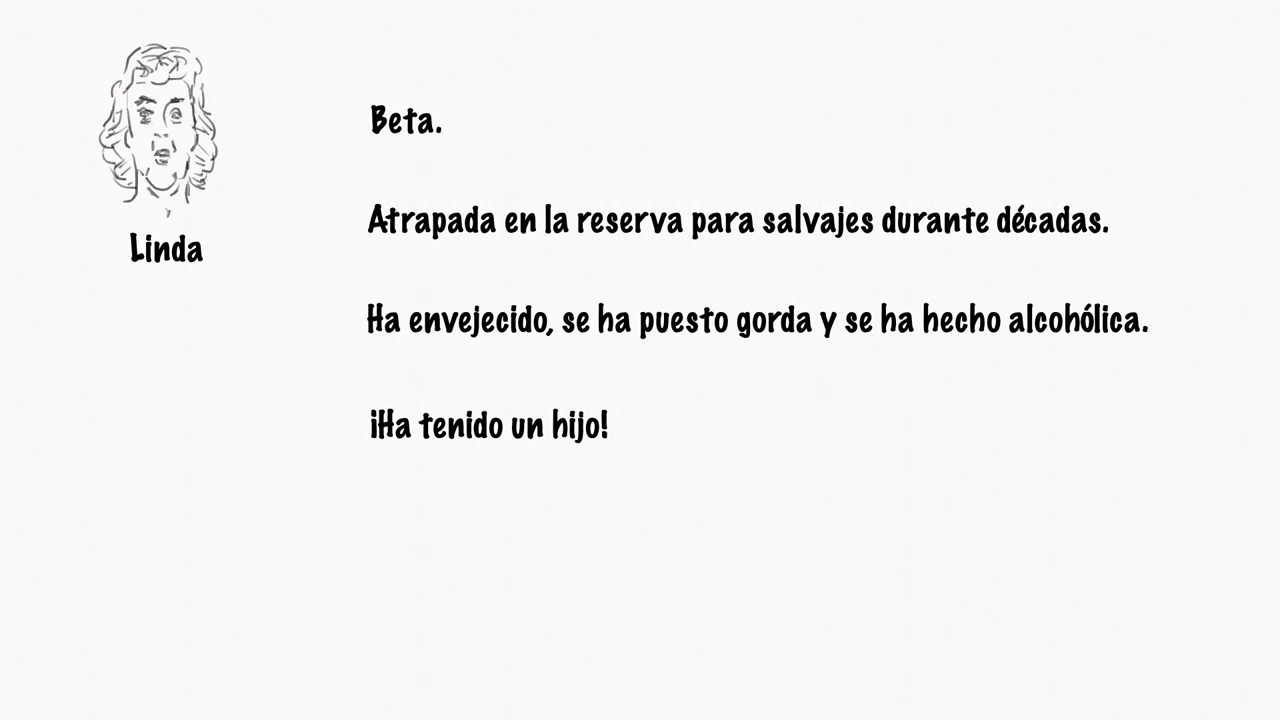 Beta.
Atrapada en la reserva para salvajes durante décadas.
Linda
Ha envejecido, se ha puesto gorda y se ha hecho alcohólica.
¡Ha tenido un hijo!